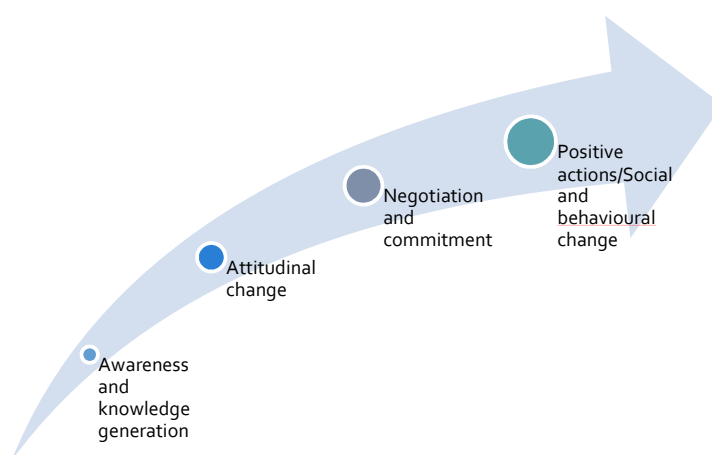 Positive
actions/Social
and
behavioural
change
Negotiation
and
commitment
Attitudinal
change
Awareness
and
knowledge
generation